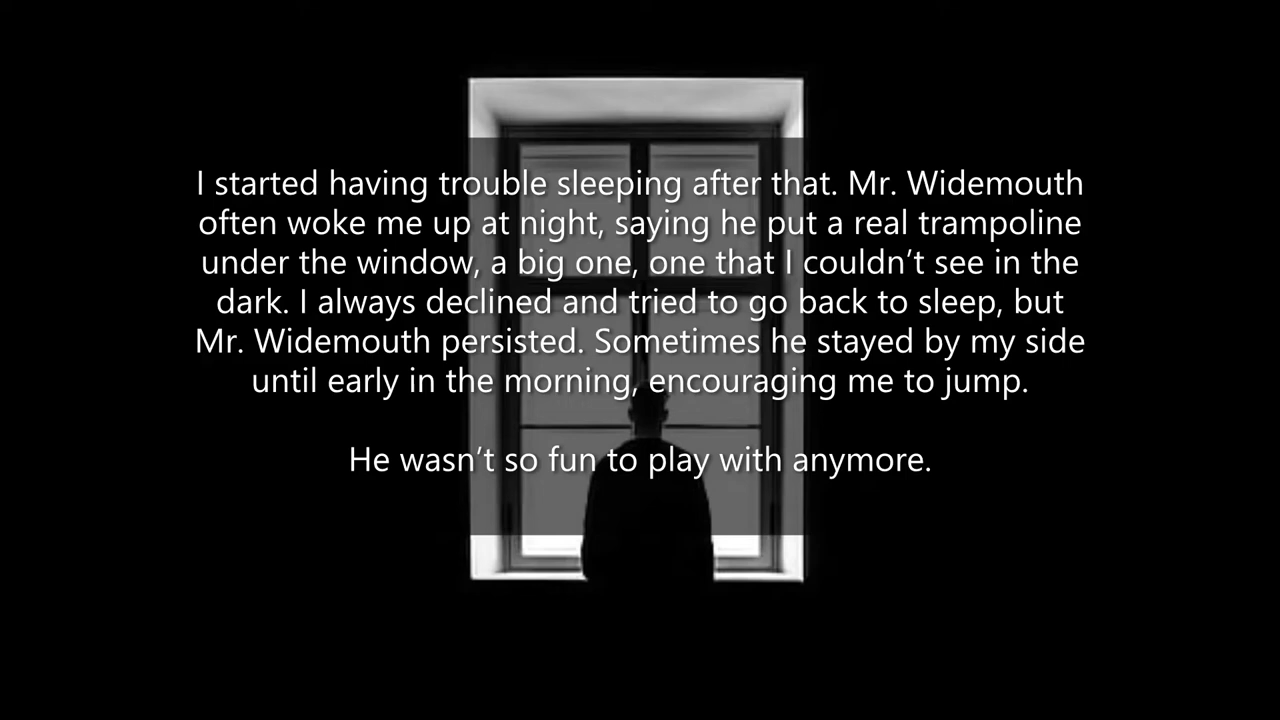 I started having trouble sleeping after that. Mr. Widemouth
often woke me up at night, saying he put a real trampoline
under the window, a big one, one that I couldn’t see in the
dark. I always declined and tried to go back to sleep, but
Mr. Widemouth persisted. Sometimes he stayed by my side
until early in the morning, encouraging me to jump.
He wasn’t so fun to play with anymore.